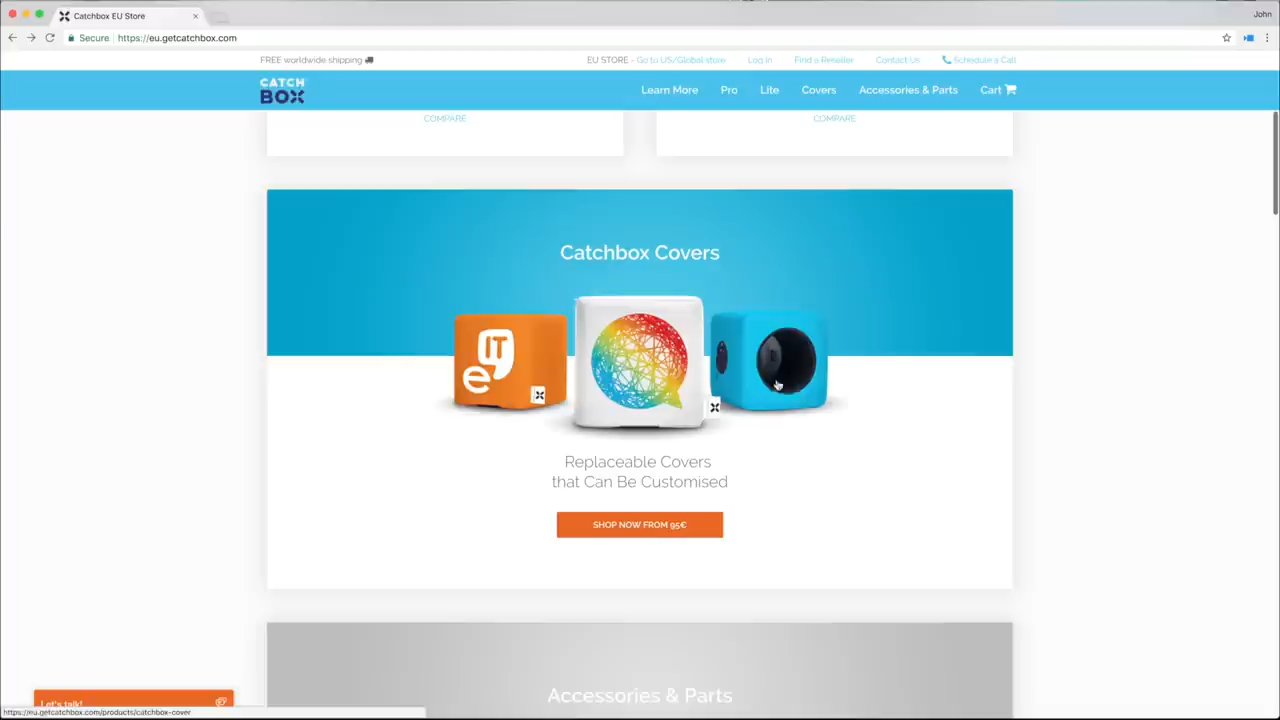 Catchbox EU Store
John
Secure
https://eu.getcatchbox.com
FREE worldwide shipping
EU STORE - Go to US/Global store
Log in
Find a Reseller
Contact Us
Schedule a Call
CATCH
BOX
Learn More
Pro
Lite
Covers
Accessories & Parts
Cart
COMPARE
COMPARE
Catchbox Covers
IT
e
Replaceable Covers
that Can Be Customised
SHOP NOW FROM 95€
Accessories & Parts
Let's talk!
https://eu.getcatchbox.com/products/catchbox-cover